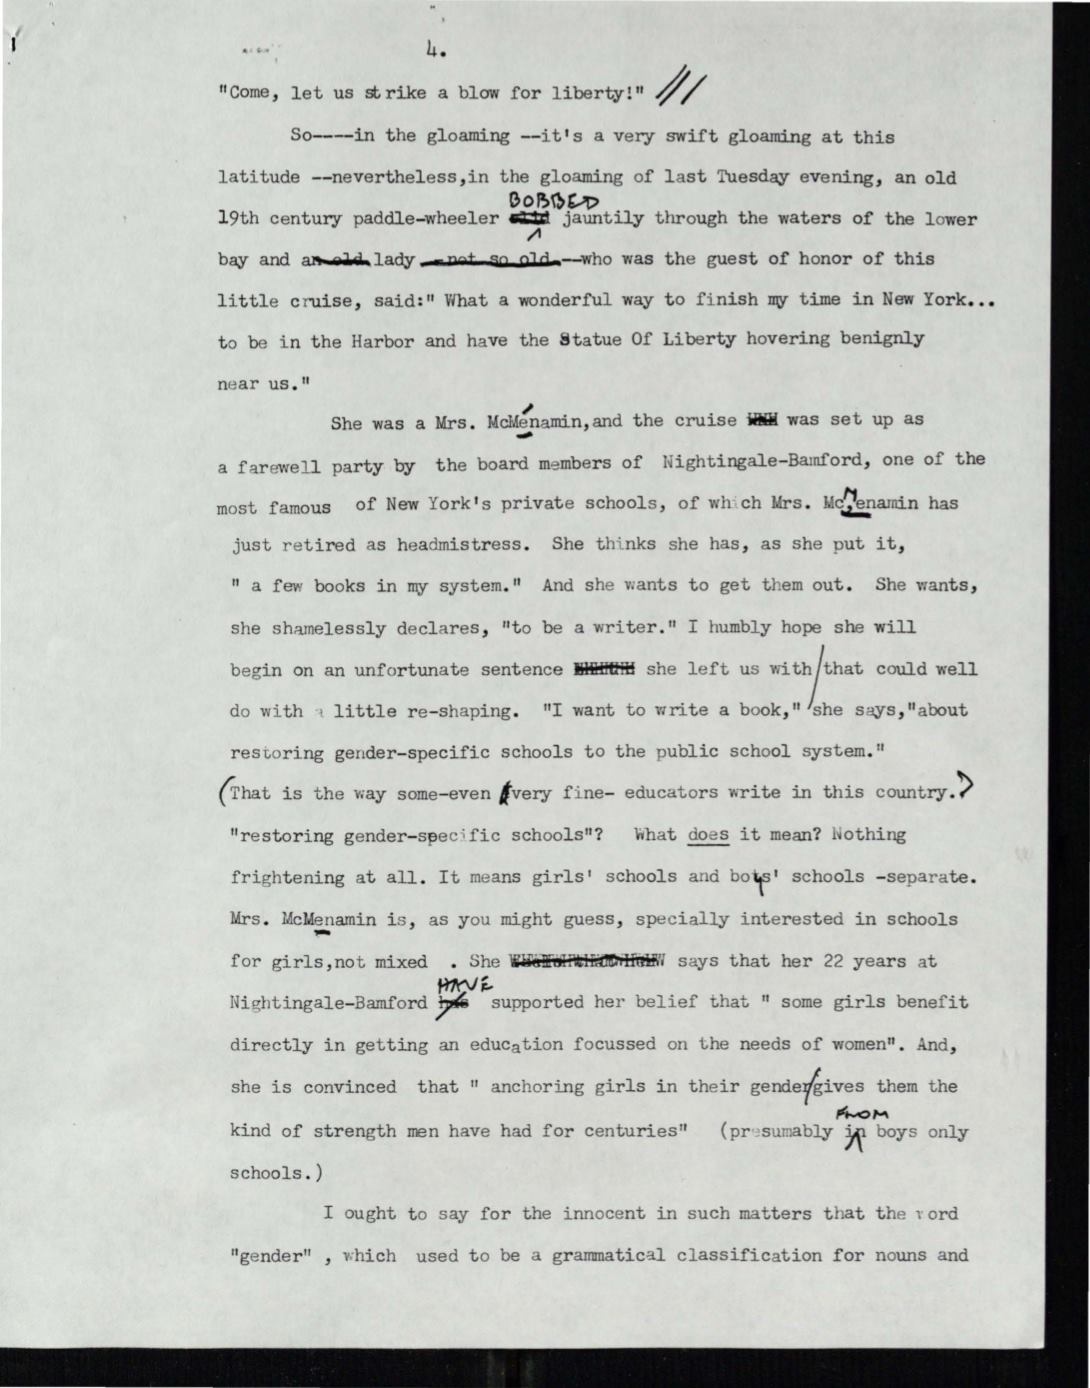 4.
"Come, let us strike a blow for liberty!" ///
So----in the gloaming --it's a very swift gloaming at this
latitude --nevertheless,in the gloaming of last Tuesday evening, an old
BOBBED
19th century paddle-wheeler jauntily through the waters of the lower
bay and an old lady --not so old --who was the guest of honor of this
little cruise, said:" What a wonderful way to finish my time in New York...
to be in the Harbor and have the Statue Of Liberty hovering benignly
near us."
She was a Mrs. McMenamin,and the cruise was set up as
a farewell party by the board members of Nightingale-Bamford, one of the
most famous of New York's private schools, of which Mrs. McMenamin has
just retired as headmistress. She thinks she has, as she put it,
" a few books in my system." And she wants to get them out. She wants,
she shamelessly declares, "to be a writer." I humbly hope she will
begin on an unfortunate sentence she left us with/that could well
do with a little re-shaping. "I want to write a book," she says,"about
restoring gender-specific schools to the public school system."
(That is the way some-even very fine- educators write in this country.)
"restoring gender-specific schools"? What does it mean? Nothing
frightening at all. It means girls' schools and boys' schools -separate.
Mrs. McMenamin is, as you might guess, specially interested in schools
for girls,not mixed . She says that her 22 years at
HAVE
Nightingale-Bamford has supported her belief that " some girls benefit
directly in getting an education focussed on the needs of women". And,
she is convinced that " anchoring girls in their gender/gives them the
FROM
kind of strength men have had for centuries" (presumably in boys only
schools.)
I ought to say for the innocent in such matters that the word
"gender" , which used to be a grammatical classification for nouns and